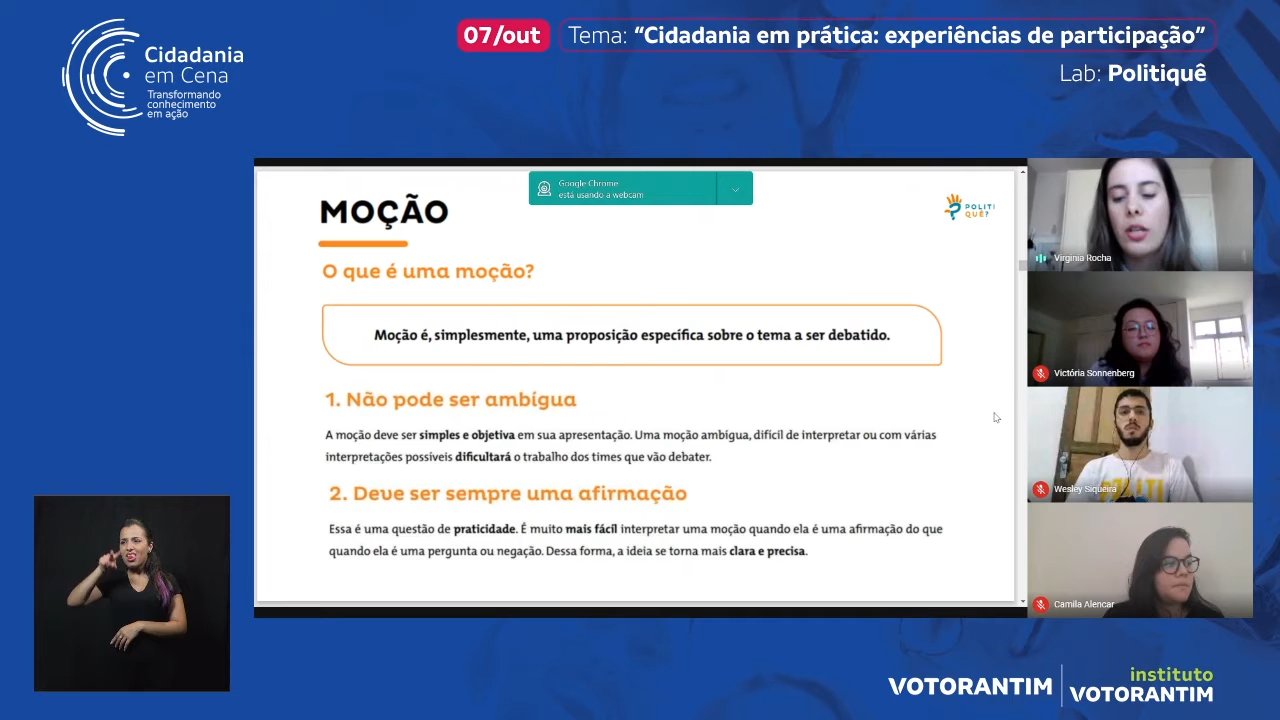 Cidadania
em Cena
Transformando
conhecimento
em ação
07/out
Tema: “Cidadania em prática: experiências de participação”
Lab: Politiquê
Google Chrome
está usando a webcam
MOÇÃO
POLITI
QUÊ?
O que é uma moção?
Moção é, simplesmente, uma proposição específica sobre o tema a ser debatido.
1. Não pode ser ambígua
A moção deve ser simples e objetiva em sua apresentação. Uma moção ambígua, difícil de interpretar ou com várias
interpretações possíveis dificultará o trabalho dos times que vão debater.
2. Deve ser sempre uma afirmação
Essa é uma questão de praticidade. É muito mais fácil interpretar uma moção quando ela é uma afirmação do que
quando ela é uma pergunta ou negação. Dessa forma, a ideia se torna mais clara e precisa.
Virginia Rocha
Victória Sonnenberg
Wesley Siqueira
Camila Alencar
VOTORANTIM
instituto
VOTORANTIM